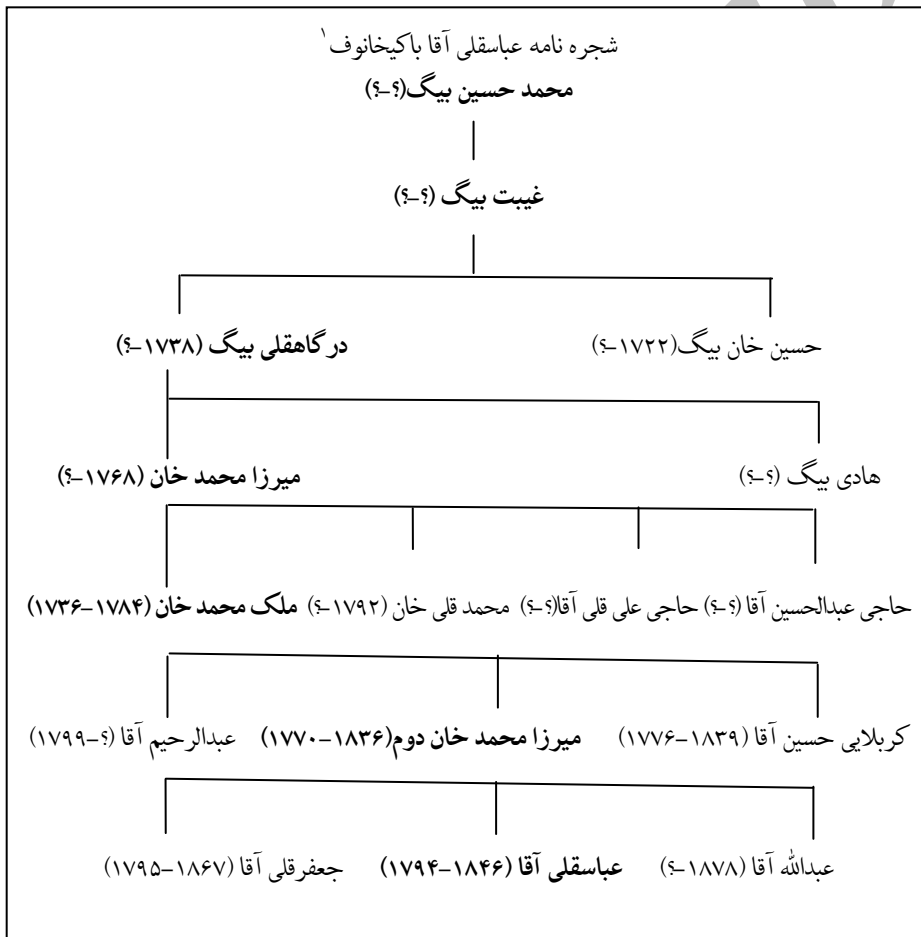 شجره نامه عباسقلی آقا باکیخانوف۱
محمد حسین بیگ(؟-؟)
غیبت بیگ (؟-؟)
حسین خان بیگ(۱۷۲۲-؟) درگاهقلی بیگ (۱۷۳۸-؟)
هادی بیگ (؟-؟) میرزا محمد خان (۱۷۶۸-؟)
حاجی عبدالحسین آقا (؟-؟) حاجی علی قلی آقا(؟-؟) محمد قلی خان (۱۷۹۲-؟) ملک محمد خان (۱۷۸۴-۱۷۳۶)
کربلایی حسین آقا (۱۸۳۹-۱۷۷۶) میرزا محمد خان دوم(۱۸۳۶-۱۷۷۰) عبدالرحیم آقا (؟-۱۷۹۹)
عبدالله آقا (۱۸۷۸-؟) عباسقلی آقا (۱۸۴۶-۱۷۹۴) جعفرقلی آقا (۱۸۶۷-۱۷۹۵)